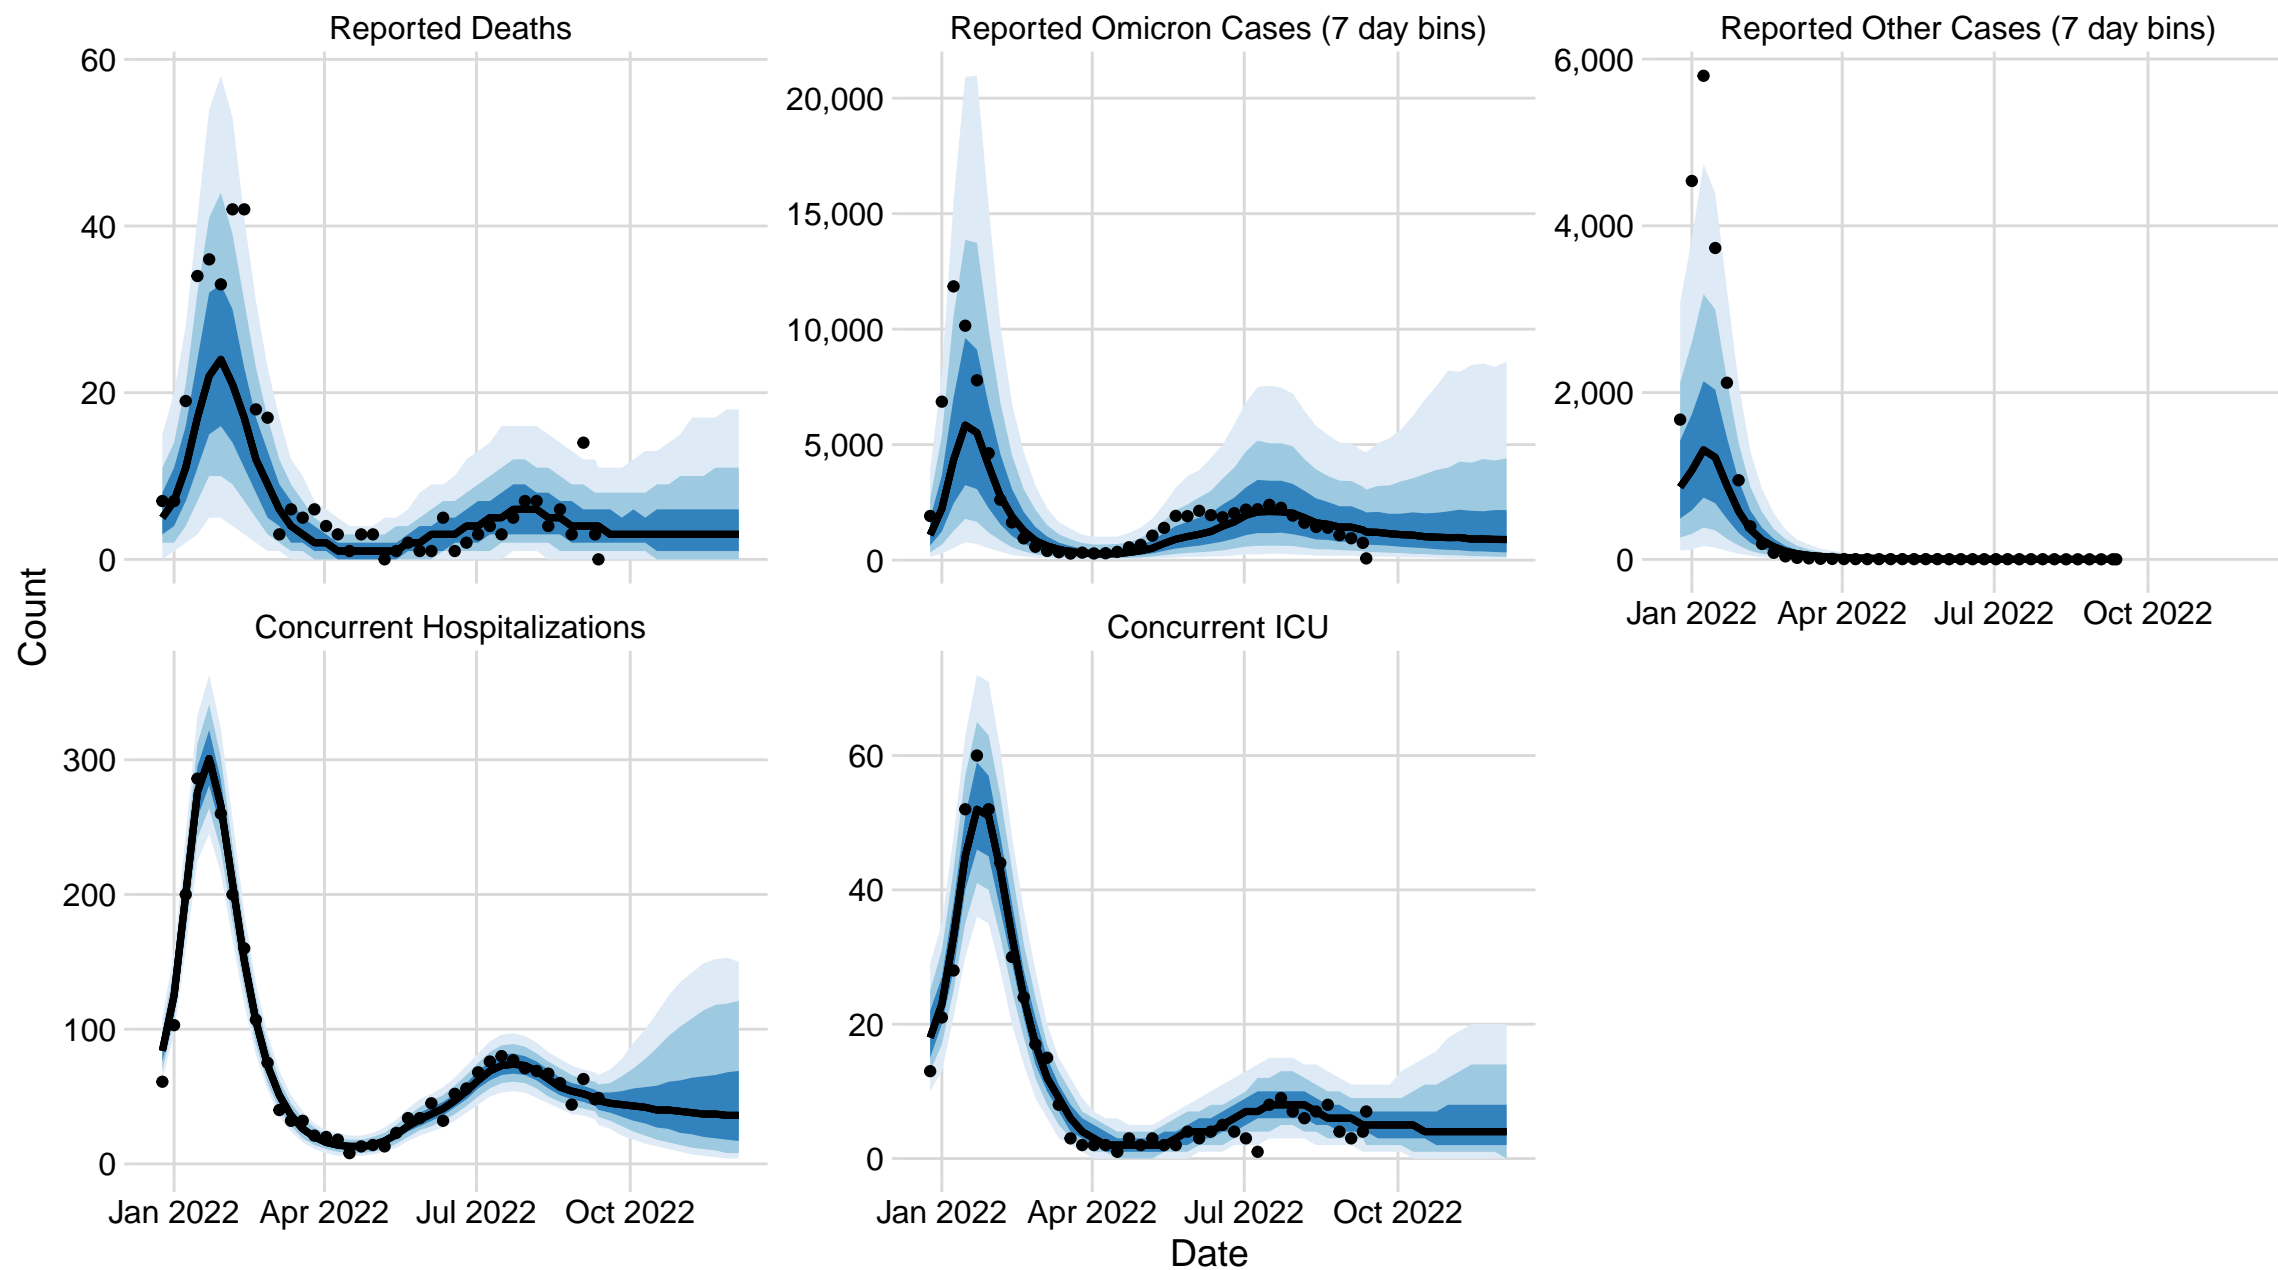 Reported Deaths
Reported Omicron Cases (7 day bins)
Reported Other Cases (7 day bins)
60
40
20
0
20,000
15,000
10,000
5,000
0
6,000
4,000
2,000
0
Jan 2022 Apr 2022 Jul 2022 Oct 2022
Count
Concurrent Hospitalizations
Concurrent ICU
300
200
100
0
60
40
20
0
Jan 2022 Apr 2022 Jul 2022 Oct 2022
Jan 2022 Apr 2022 Jul 2022 Oct 2022
Date